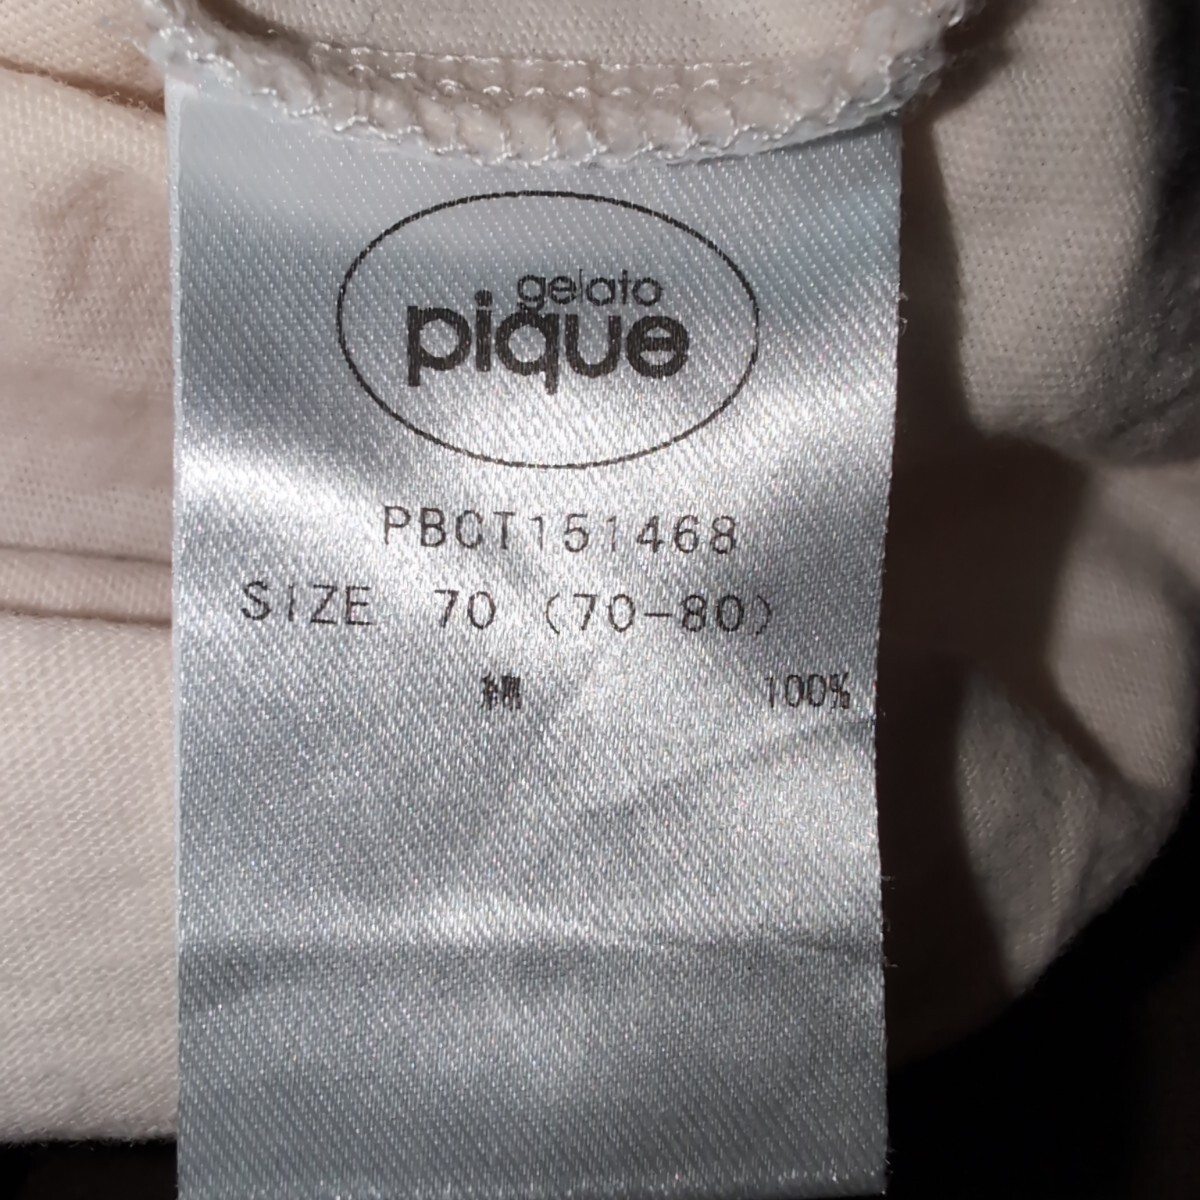 gelato
pique
PBCT151468
SIZE 70 (70-80)
綿 100%